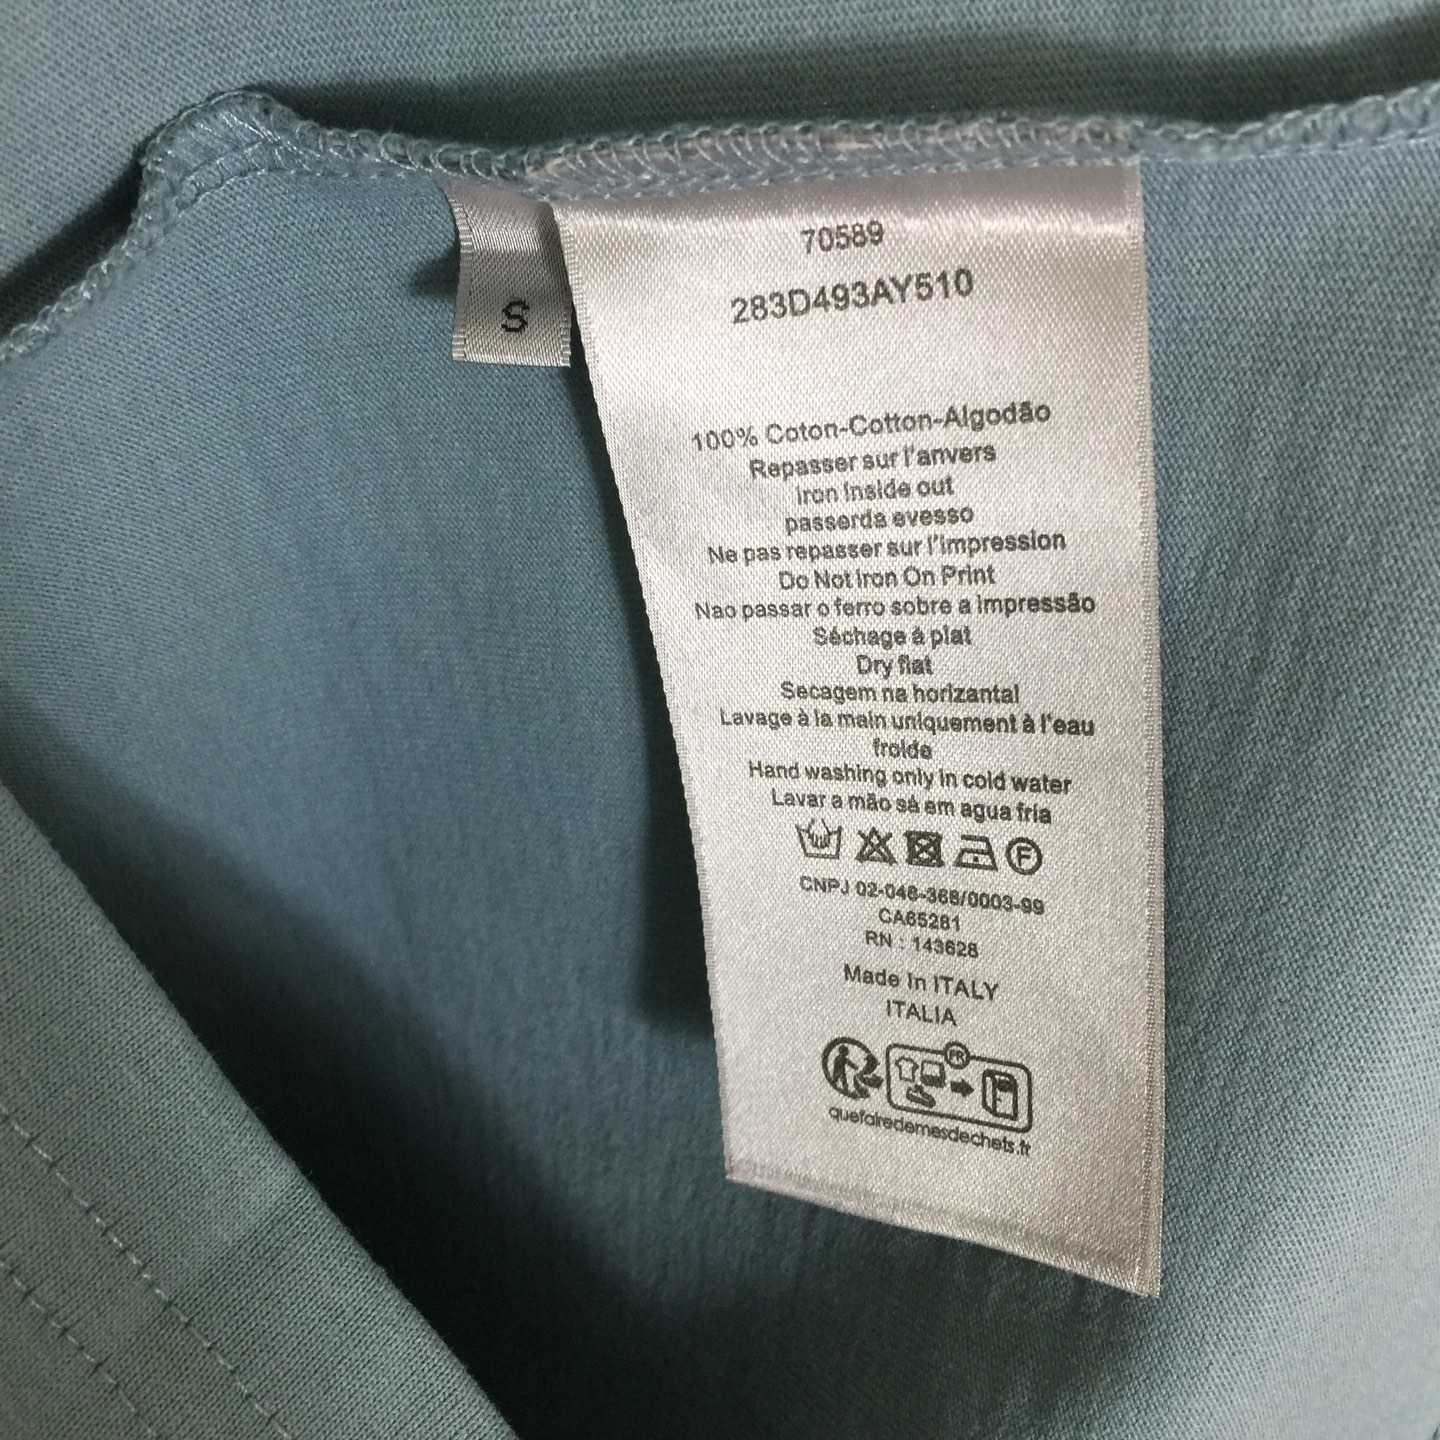 S
70589
283D493AY510
100% Coton-Cotton-Algodão
Repasser sur l'anvers
iron inside out
passerda evesso
Ne pas repasser sur l'impression
Do Not Iron On Print
Nao passar o ferro sobre a impressão
Séchage à plat
Dry flat
Secagem na horizantal
Lavage à la main uniquement à l'eau
froide
Hand washing only in cold water
Lavar a mão sà em agua fria
F
CNPJ 02-046-368/0003-99
CA65281
RN : 143628
Made In ITALY
ITALIA
FR
quefairedemesdechets.fr